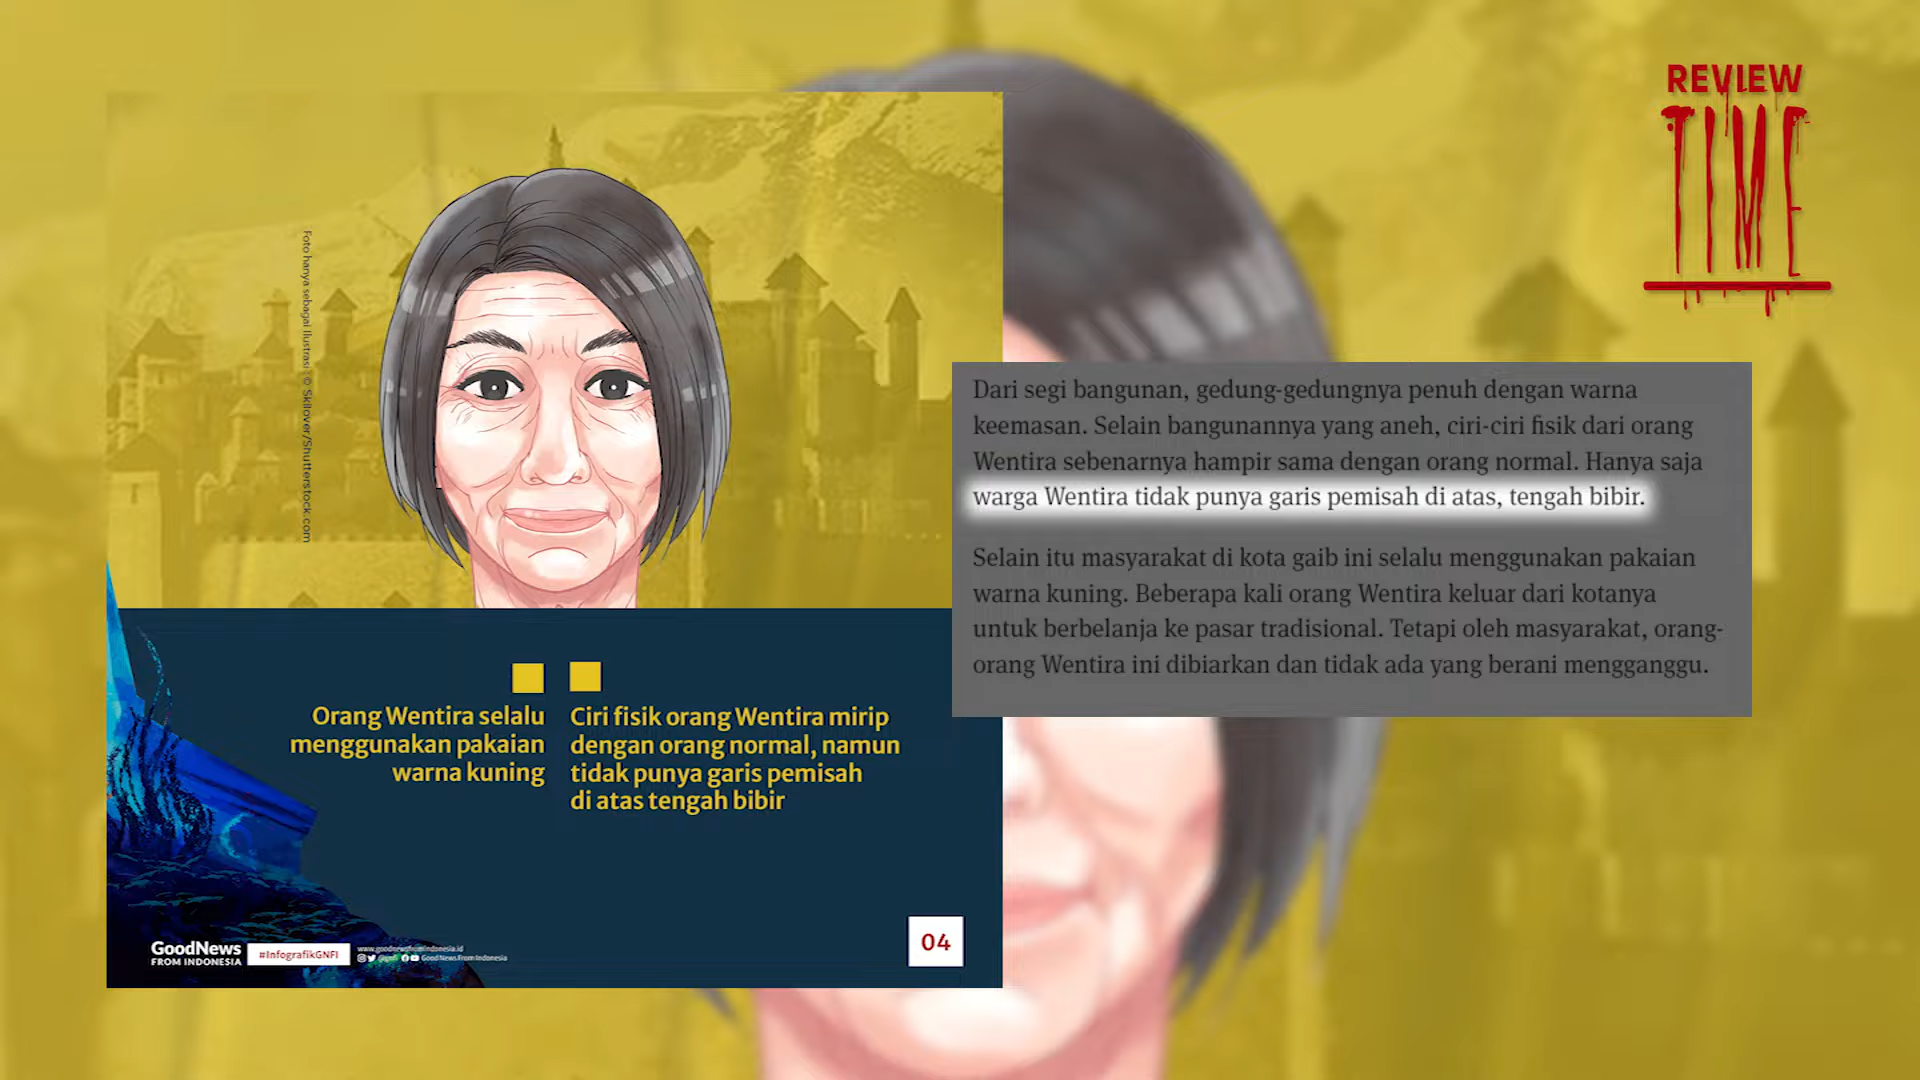 REVIEW
TIME
Foto hanya sebagai ilustrasi : © Skilover/Shutterstock.com
Dari segi bangunan, gedung-gedungnya penuh dengan warna
keemasan. Selain bangunannya yang aneh, ciri-ciri fisik dari orang
Wentira sebenarnya hampir sama dengan orang normal. Hanya saja
warga Wentira tidak punya garis pemisah di atas, tengah bibir.
Selain itu masyarakat di kota gaib ini selalu menggunakan pakaian
warna kuning. Beberapa kali orang Wentira keluar dari kotanya
untuk berbelanja ke pasar tradisional. Tetapi oleh masyarakat, orang-
orang Wentira ini dibiarkan dan tidak ada yang berani mengganggu.
Orang Wentira selalu
menggunakan pakaian
warna kuning
Ciri fisik orang Wentira mirip
dengan orang normal, namun
tidak punya garis pemisah
di atas tengah bibir
GoodNews
FROM INDONESIA
#InfografikGNFI
www.goodnewsfromindonesia.id
@gnfi GoodNewsFromIndonesia
04